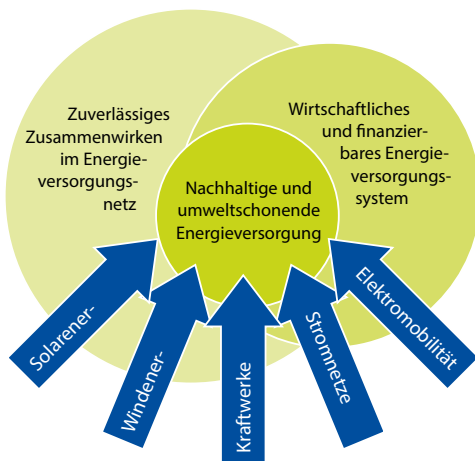 Zuverlässiges
Zusammenwirken
im Energie-
versorgungs-
netz
Wirtschaftliches
und finanzier-
bares Energie-
versorgungs-
system
Nachhaltige und
umweltschonende
Energieversorgung
Solarener-
Windener-
Kraftwerke
Stromnetze
Elektromobilität